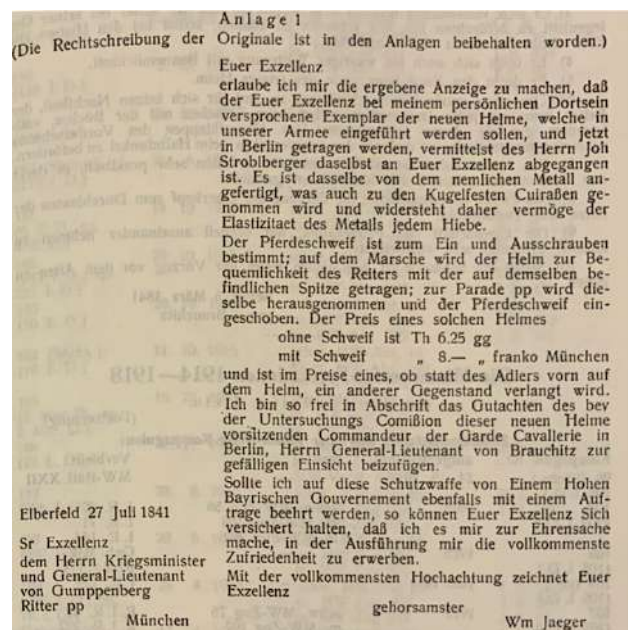 Anlage 1
(Die Rechtschreibung der Originale ist in den Anlagen beibehalten worden.)
Euer Exzellenz
erlaube ich mir die ergebene Anzeige zu machen, daß
der Euer Exzellenz bei meinem persönlichen Dortsein
versprochene Exemplar der neuen Helme, welche in
unserer Armee eingeführt werden sollen, und jetzt
in Berlin getragen werden, vermittelst des Herrn Joh
Stroblberger daselbst an Euer Exzellenz abgegangen
ist. Es ist dasselbe von dem nemlichen Metall an-
gefertigt, was auch zu den Kugelfesten Cuiraßen ge-
nommen wird und widersteht daher vermöge der
Elastizitaet des Metalls jedem Hiebe.
Der Pferdeschweif ist zum Ein und Ausschrauben
bestimmt; auf dem Marsche wird der Helm zur Be-
quemlichkeit des Reiters mit der auf demselben be-
findlichen Spitze getragen; zur Parade pp wird die-
selbe herausgenommen und der Pferdeschweif ein-
geschoben. Der Preis eines solchen Helmes
ohne Schweif ist Th 6.25 gg
mit Schweif „ 8.— „ franko München
und ist im Preise eines, ob statt des Adlers vorn auf
dem Helm, ein anderer Gegenstand verlangt wird.
Ich bin so frei in Abschrift das Gutachten des bey
der Untersuchungs Comißion dieser neuen Helme
vorsitzenden Commandeur der Garde Cavallerie in
Berlin, Herrn General-Lieutenant von Brauchitz zur
gefälligen Einsicht beizufügen.
Sollte ich auf diese Schutzwaffe von Einem Hohen
Bayrischen Gouvernement ebenfalls mit einem Auf-
trage beehrt werden, so können Euer Exzellenz Sich
versichert halten, daß ich es mir zur Ehrensache
mache, in der Ausführung mir die vollkommenste
Zufriedenheit zu erwerben.
Mit der vollkommensten Hochachtung zeichnet Euer
Exzellenz
gehorsamster
Wm Jaeger
Elberfeld 27 Juli 1841
Sr Exzellenz
dem Herrn Kriegsminister
und General-Lieutenant
von Gumppenberg
Ritter pp
München